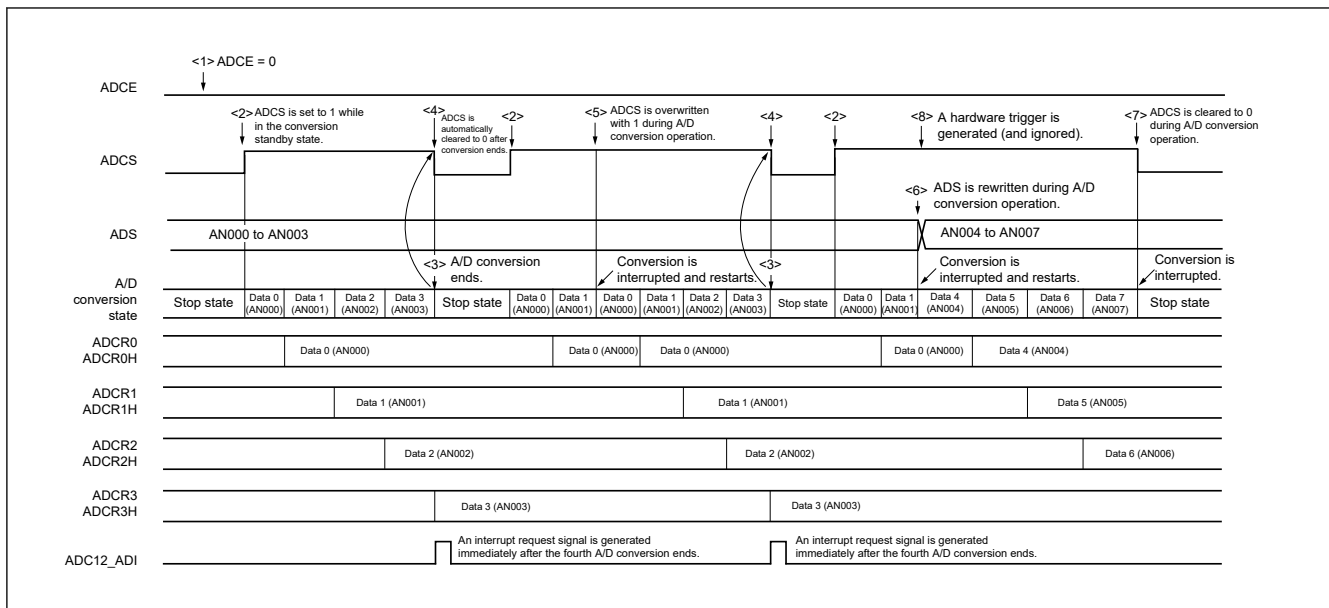 <1> ADCE = 0
ADCE
<2> ADCS is set to 1 while
in the conversion
standby state.
<4>
ADCS is
automatically
cleared to 0 after
conversion ends.
<2>
<5> ADCS is overwritten
with 1 during A/D
conversion operation.
<4>
<2>
<8> A hardware trigger is
generated (and ignored).
<7> ADCS is cleared to 0
during A/D conversion
operation.
ADCS
<6> ADS is rewritten during A/D
conversion operation.
ADS
AN000 to AN003
AN004 to AN007
<3> A/D conversion
ends.
Conversion is
interrupted and restarts.
<3>
Conversion is
interrupted and restarts.
Conversion is
interrupted.
A/D
conversion
state
Stop state
Data 0
(AN000)
Data 1
(AN001)
Data 2
(AN002)
Data 3
(AN003)
Stop state
Data 0
(AN000)
Data 1
(AN001)
Data 0
(AN000)
Data 1
(AN001)
Data 2
(AN002)
Data 3
(AN003)
Stop state
Data 0
(AN000)
Data 1
(AN001)
Data 4
(AN004)
Data 5
(AN005)
Data 6
(AN006)
Data 7
(AN007)
Stop state
ADCR0
ADCR0H
Data 0 (AN000)
Data 0 (AN000)
Data 0 (AN000)
Data 0 (AN000)
Data 4 (AN004)
ADCR1
ADCR1H
Data 1 (AN001)
Data 1 (AN001)
Data 5 (AN005)
ADCR2
ADCR2H
Data 2 (AN002)
Data 2 (AN002)
Data 6 (AN006)
ADCR3
ADCR3H
Data 3 (AN003)
Data 3 (AN003)
ADC12_ADI
An interrupt request signal is generated
immediately after the fourth A/D conversion ends.
An interrupt request signal is generated
immediately after the fourth A/D conversion ends.